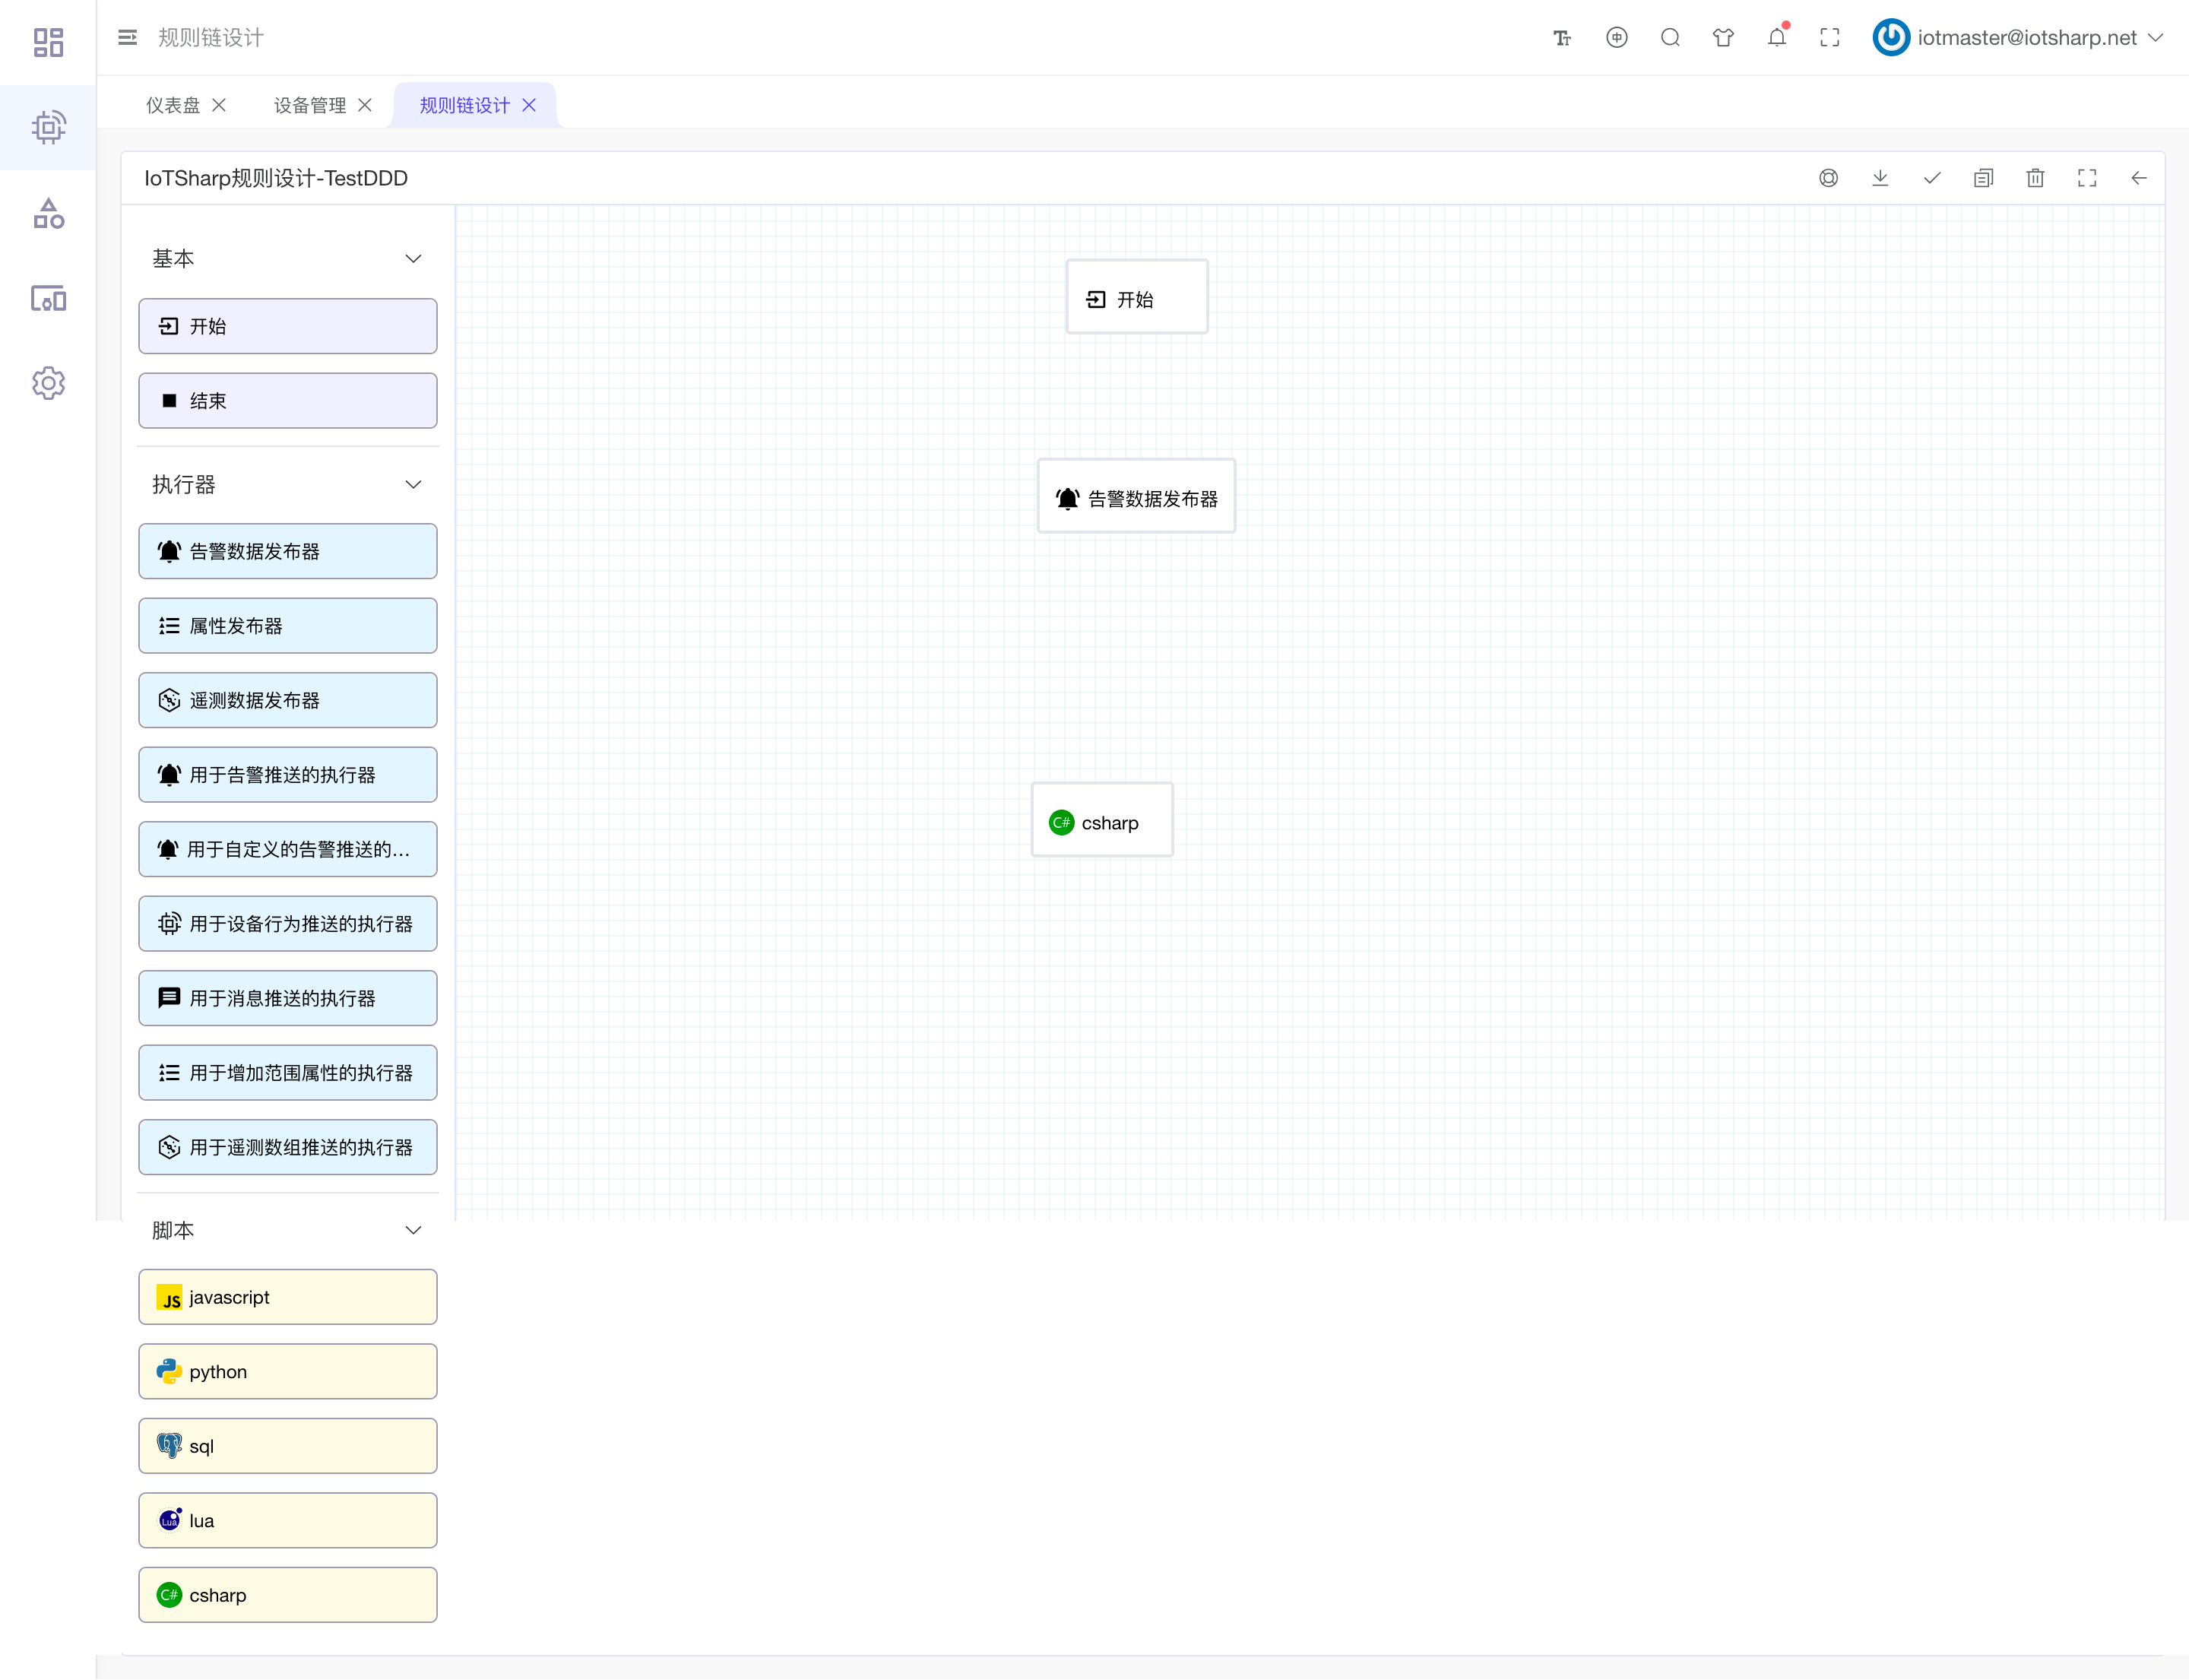 规则链设计
iotmaster@iotsharp.net
仪表盘
设备管理
规则链设计
IoTSharp规则设计-TestDDD
基本
开始
结束
执行器
告警数据发布器
属性发布器
遥测数据发布器
用于告警推送的执行器
用于自定义的告警推送的...
用于设备行为推送的执行器
用于消息推送的执行器
用于增加范围属性的执行器
用于遥测数组推送的执行器
脚本
JS javascript
python
sql
Lua lua
C# csharp
开始
告警数据发布器
C# csharp